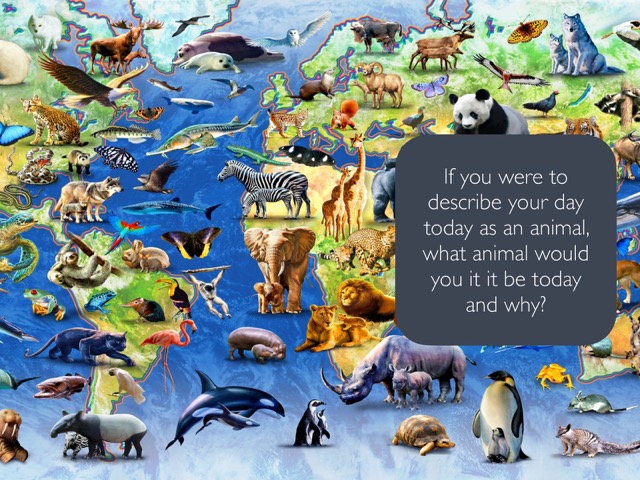 If you were to
describe your day
today as an animal,
what animal would
you it it be today
and why?